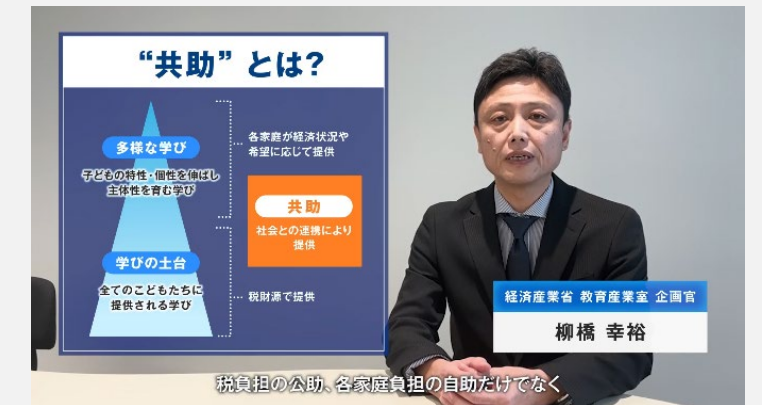 “共助” とは?
多様な学び
子どもの特性・個性を伸ばし
主体性を育む学び
各家庭が経済状況や
希望に応じて提供
共助
社会との連携により
提供
学びの土台
全てのこどもたちに
提供される学び
税財源で提供
経済産業省 教育産業室 企画官
柳橋 幸裕
税負担の公助、各家庭負担の自助だけでなく